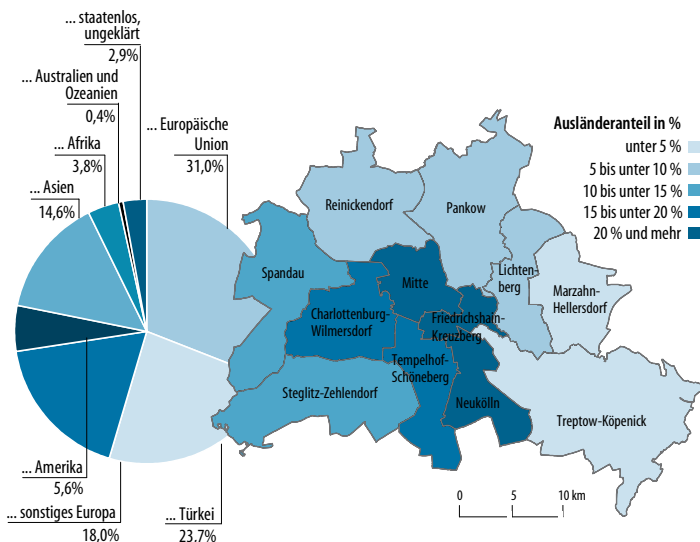 ... staatenlos,
ungeklärt
2,9%
... Australien und
Ozeanien
0,4%
... Afrika
3,8%
... Asien
14,6%
... Europäische
Union
31,0%
... Amerika
5,6%
... sonstiges Europa
18,0%
... Türkei
23,7%
Reinickendorf
Pankow
Spandau
Mitte
Lichten-
berg
Marzahn-
Hellersdorf
Charlottenburg-
Wilmersdorf
Friedrichshain-
Kreuzberg
Tempelhof-
Schöneberg
Steglitz-Zehlendorf
Neukölln
Treptow-Köpenick
Ausländeranteil in %
unter 5 %
5 bis unter 10 %
10 bis unter 15 %
15 bis unter 20 %
20 % und mehr
0 5 10 km